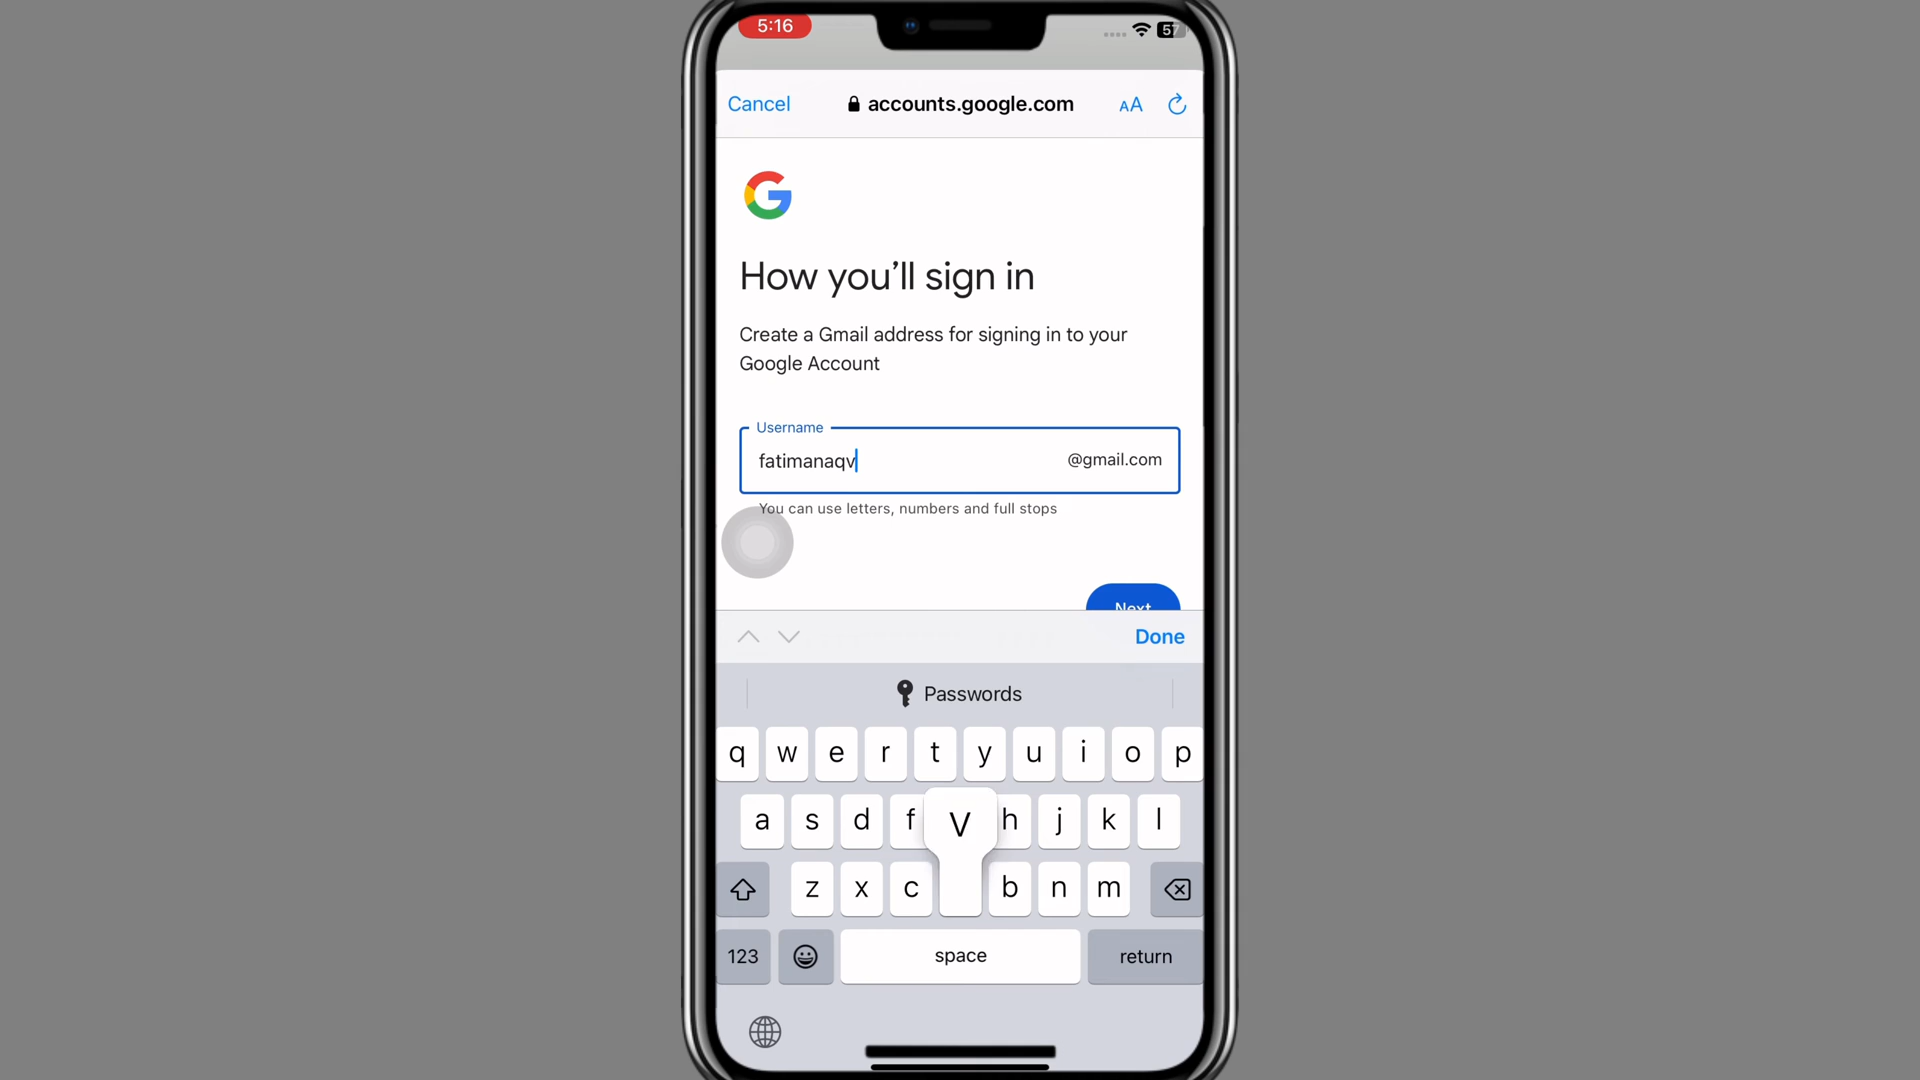 5:16
57
Cancel
accounts.google.com
AA
How you’ll sign in
Create a Gmail address for signing in to your
Google Account
Username
fatimanaqv
@gmail.com
You can use letters, numbers and full stops
Next
Done
Passwords
q w e r t y u i o p
a s d f V h j k l
z x c b n m
123
space
return